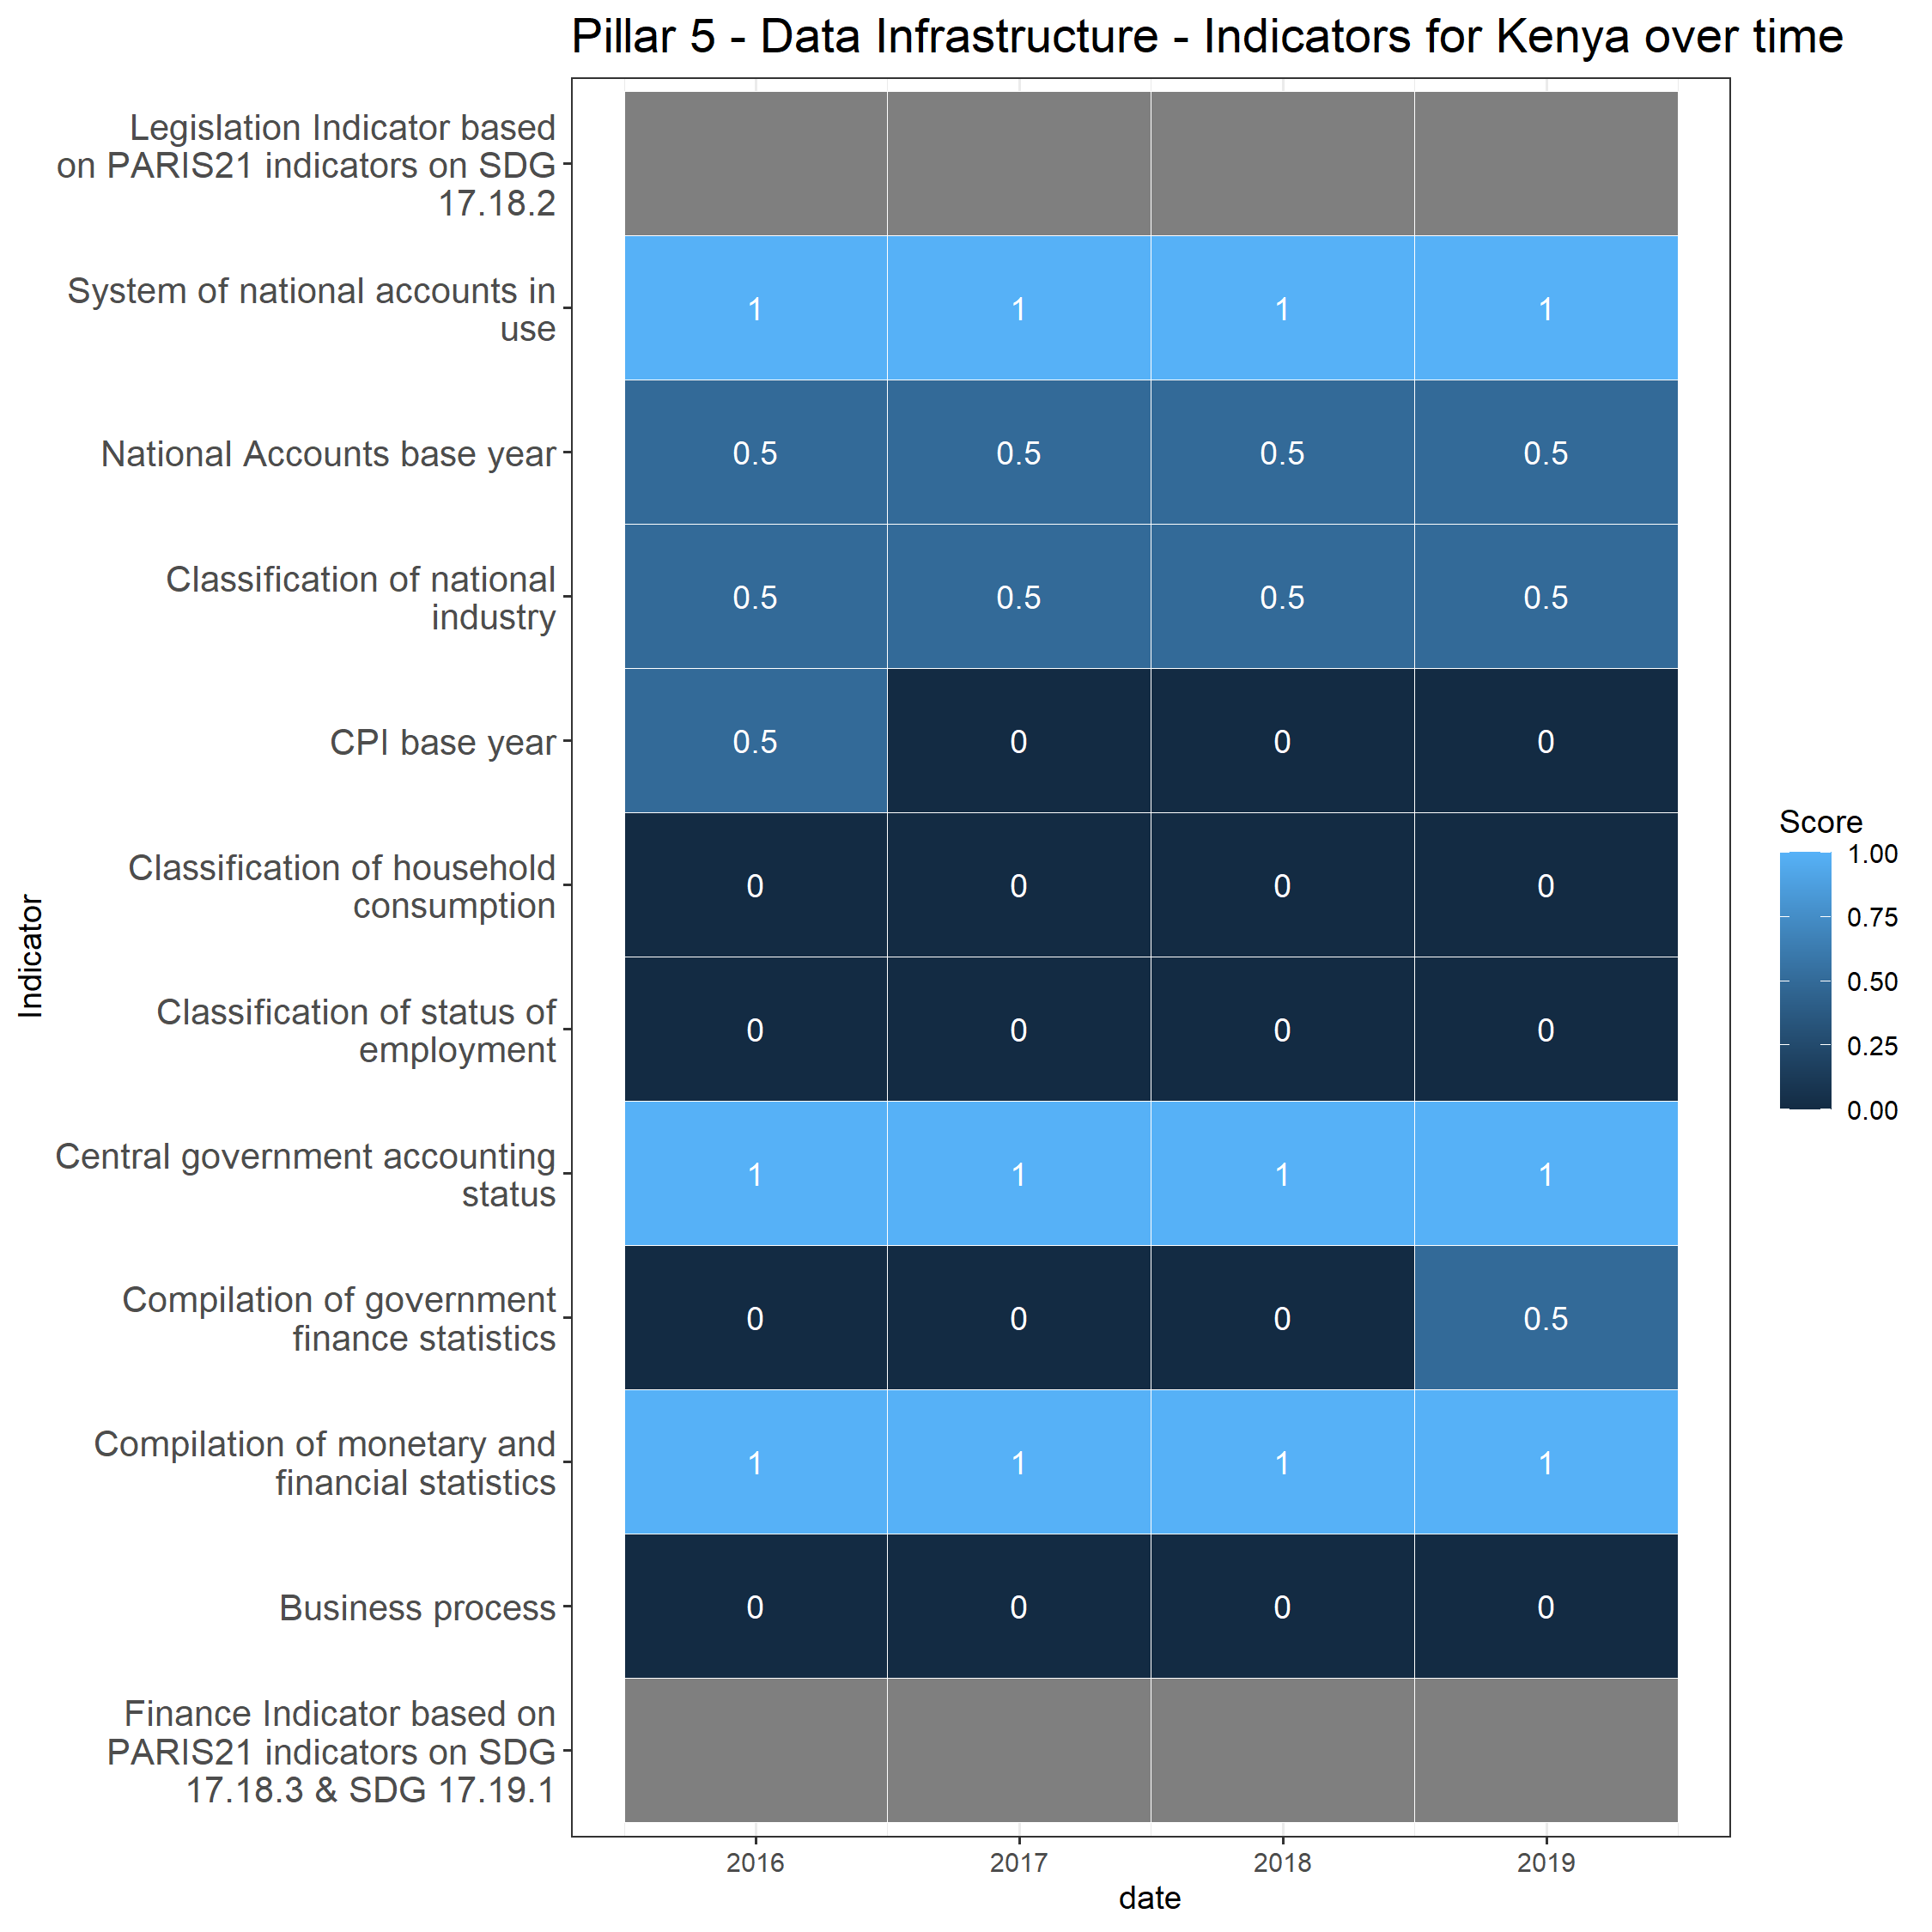 Pillar 5 - Data Infrastructure - Indicators for Kenya over time
Legislation Indicator based
on PARIS21 indicators on SDG
17.18.2
System of national accounts in
use
1 1 1 1
National Accounts base year
0.5 0.5 0.5 0.5
Classification of national
industry
0.5 0.5 0.5 0.5
CPI base year
0.5 0 0 0
Classification of household
consumption
0 0 0 0
Classification of status of
employment
0 0 0 0
Central government accounting
status
1 1 1 1
Compilation of government
finance statistics
0 0 0 0.5
Compilation of monetary and
financial statistics
1 1 1 1
Business process
0 0 0 0
Finance Indicator based on
PARIS21 indicators on SDG
17.18.3 & SDG 17.19.1
2016 2017 2018 2019
date
Indicator
Score
1.00
0.75
0.50
0.25
0.00